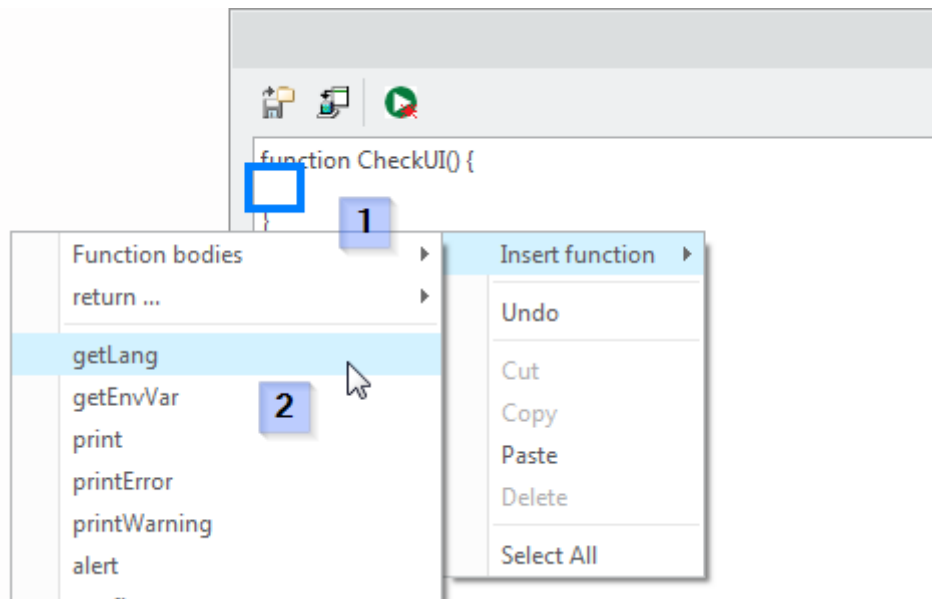 function CheckUI() {
}
1
Function bodies
return ...
getLang
getEnvVar
2
print
printError
printWarning
alert
Insert function
Undo
Cut
Copy
Paste
Delete
Select All